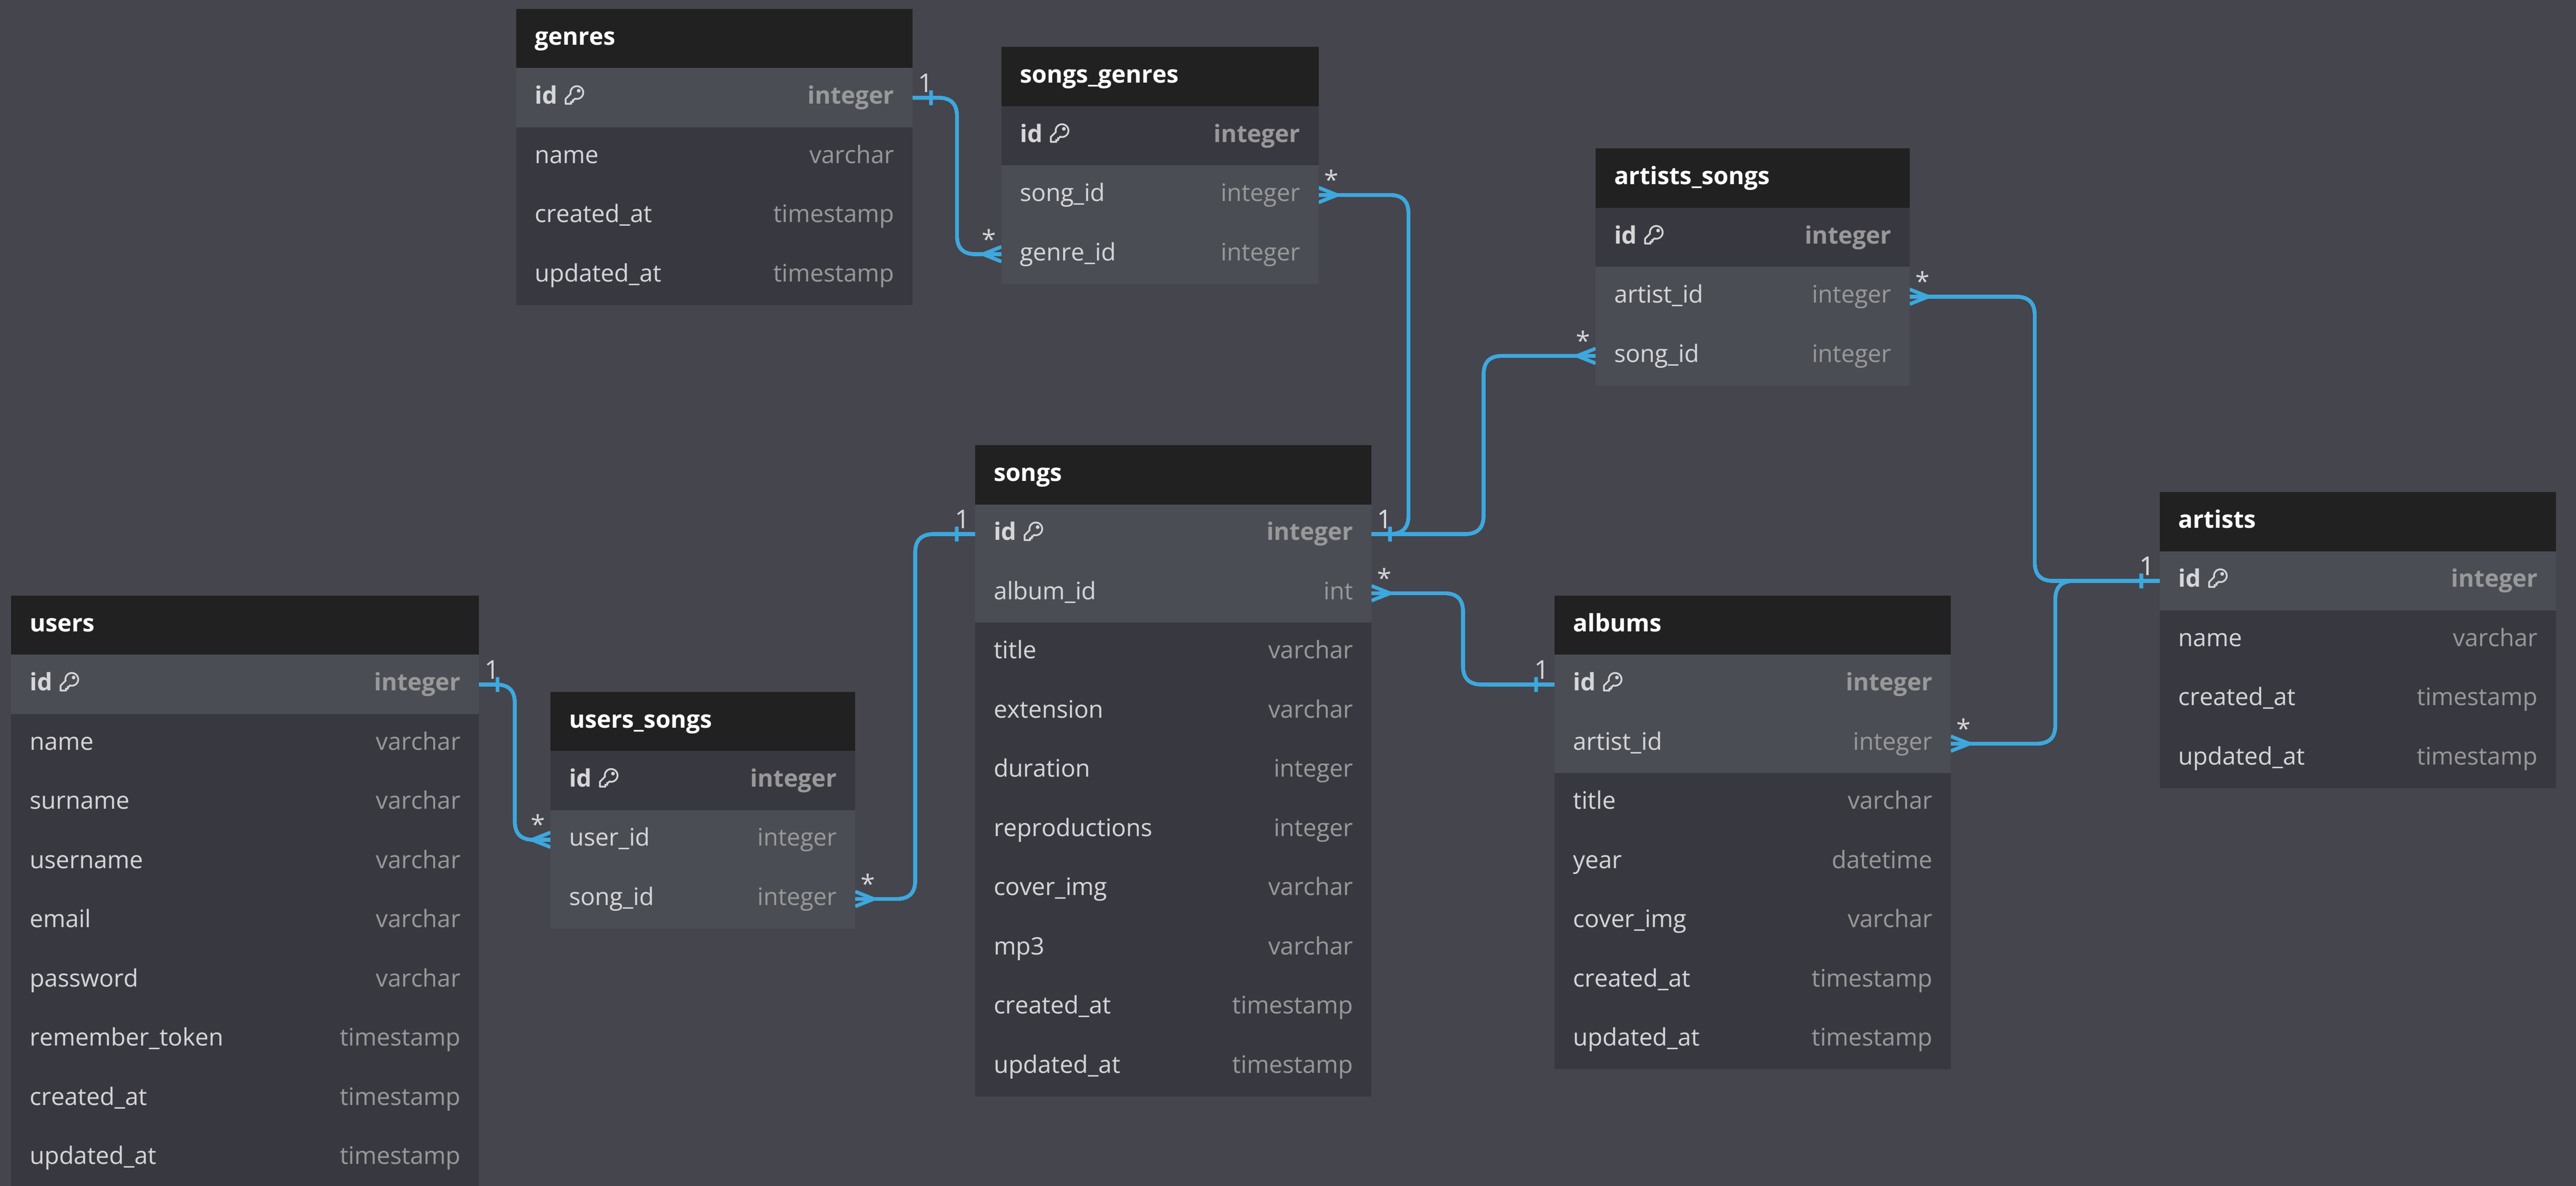 genres
id integer
name varchar
created_at timestamp
updated_at timestamp
1
*
songs_genres
id integer
song_id integer
genre_id integer
*
artists_songs
id integer
artist_id integer
song_id integer
*
*
songs
id integer
album_id int
title varchar
extension varchar
duration integer
reproductions integer
cover_img varchar
mp3 varchar
created_at timestamp
updated_at timestamp
1
1
*
artists
id integer
name varchar
created_at timestamp
updated_at timestamp
1
users
id integer
name varchar
surname varchar
username varchar
email varchar
password varchar
remember_token timestamp
created_at timestamp
updated_at timestamp
1
*
users_songs
id integer
user_id integer
song_id integer
*
albums
id integer
artist_id integer
title varchar
year datetime
cover_img varchar
created_at timestamp
updated_at timestamp
1
*